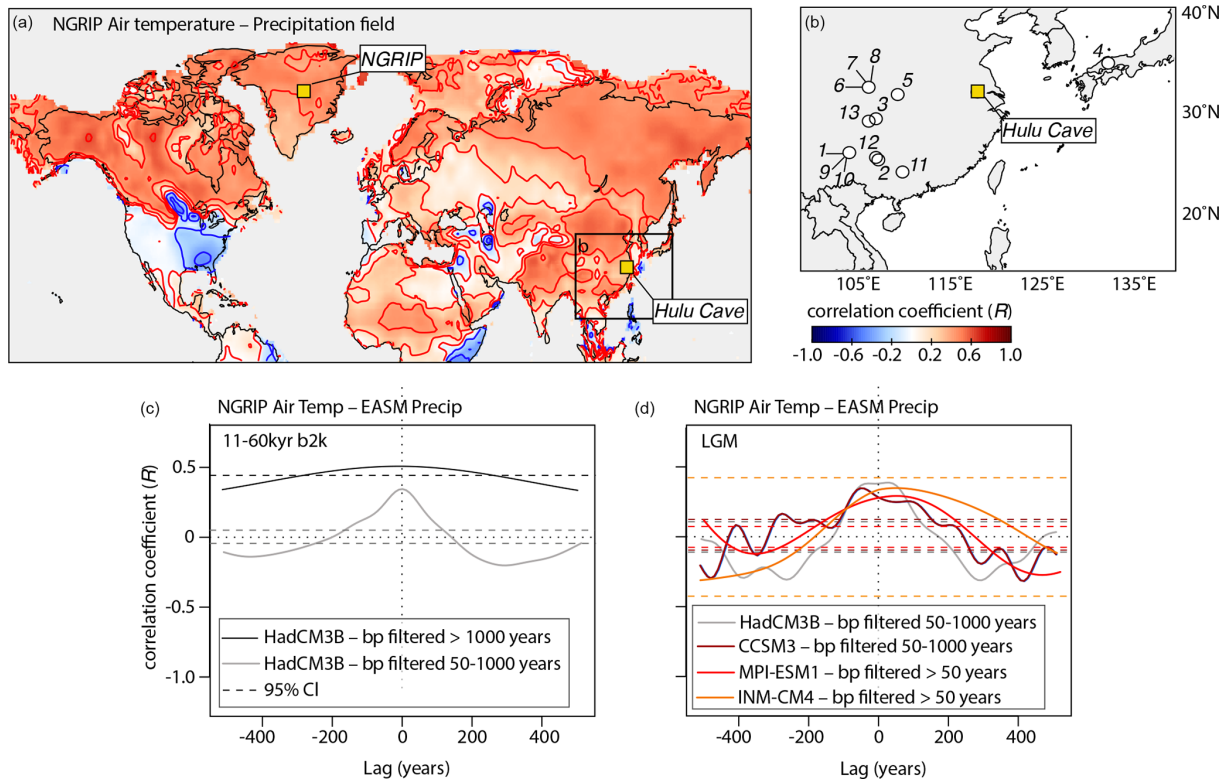 (a) NGRIP Air temperature – Precipitation field
NGRIP
b
Hulu Cave
(b)
40˚N
30˚N
20˚N
7
8
6
5
4
3
13
1
12
9
10
2
11
Hulu Cave
105˚E 115˚E 125˚E 135˚E
correlation coefficient (R)
-1.0 -0.6 -0.2 0.2 0.6 1.0
(c) NGRIP Air Temp – EASM Precip
11-60kyr b2k
correlation coefficient (R)
0.5
0
-0.5
-1.0
HadCM3B – bp filtered > 1000 years
HadCM3B – bp filtered 50-1000 years
95% CI
-400 -200 0 200 400
Lag (years)
(d) NGRIP Air Temp – EASM Precip
LGM
HadCM3B – bp filtered 50-1000 years
CCSM3 – bp filtered 50-1000 years
MPI-ESM1 – bp filtered > 50 years
INM-CM4 – bp filtered > 50 years
-400 -200 0 200 400
Lag (years)